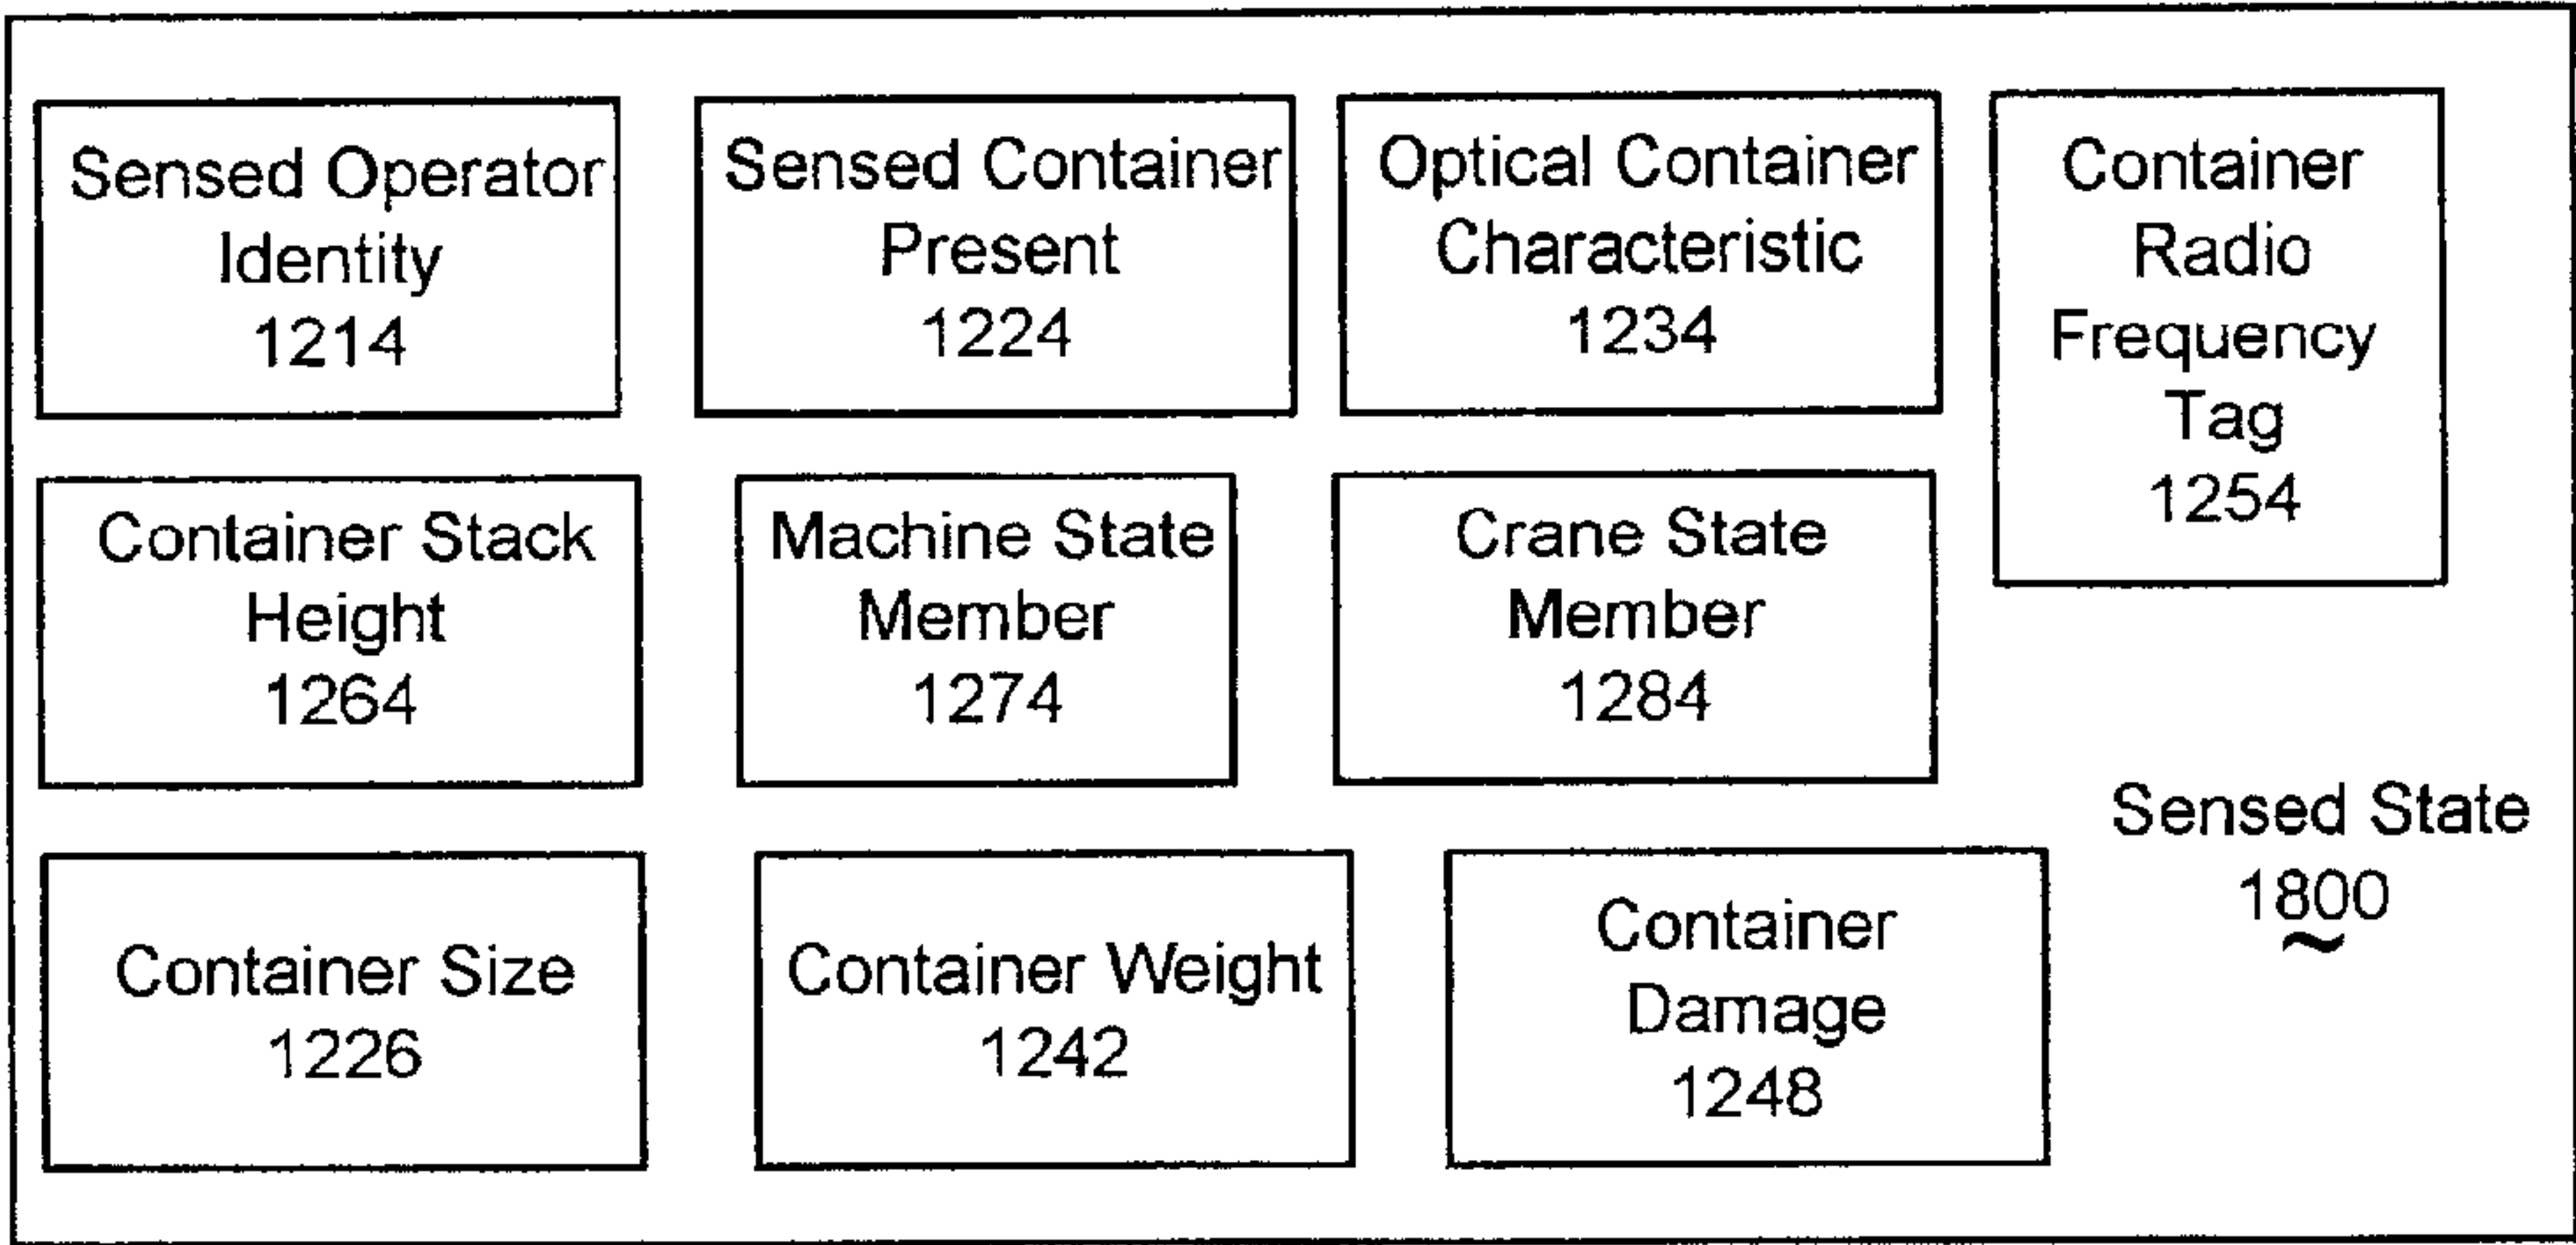 Sensed Operator
Identity
1214
Sensed Container
Present
1224
Optical Container
Characteristic
1234
Container
Radio
Frequency
Tag
1254
Container Stack
Height
1264
Machine State
Member
1274
Crane State
Member
1284
Container Size
1226
Container Weight
1242
Container
Damage
1248
Sensed State
1800